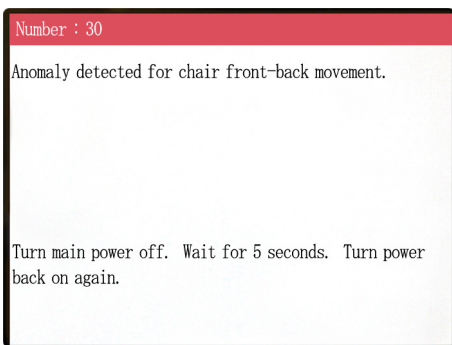 Number：30
Anomaly detected for chair front-back movement.
Turn main power off. Wait for 5 seconds. Turn power
back on again.